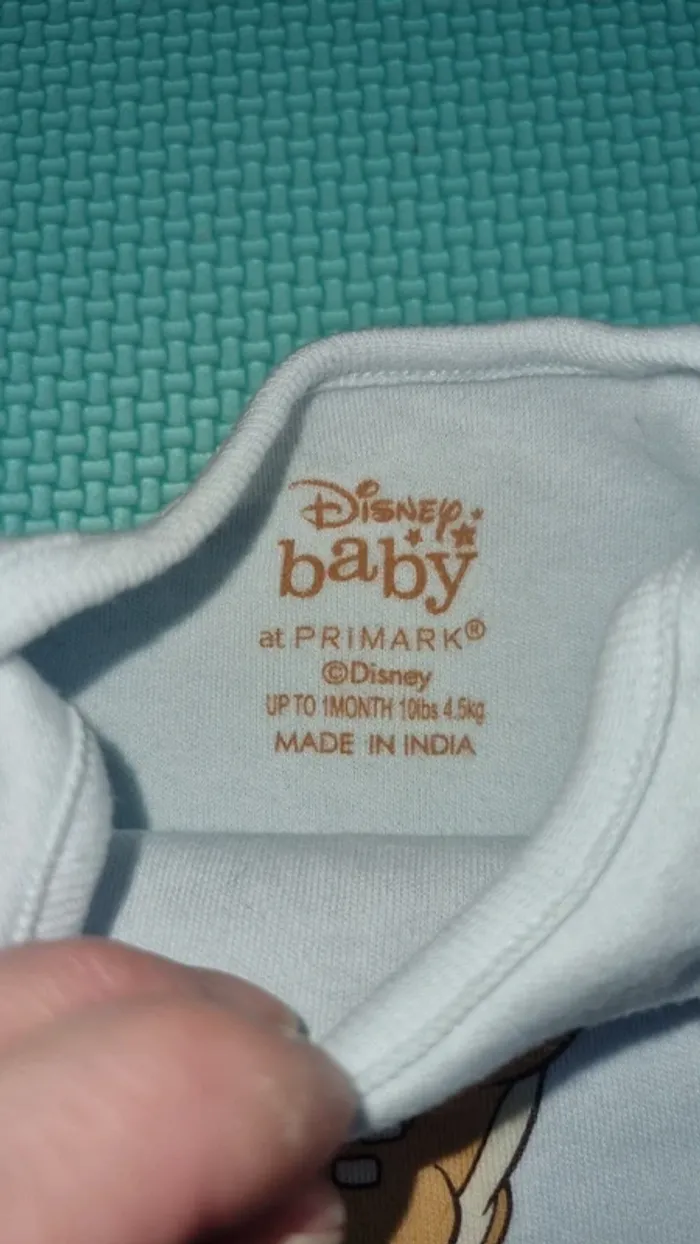 Disney
baby
at PRIMARK®
©Disney
UP TO 1MONTH 10lbs 4.5kg
MADE IN INDIA